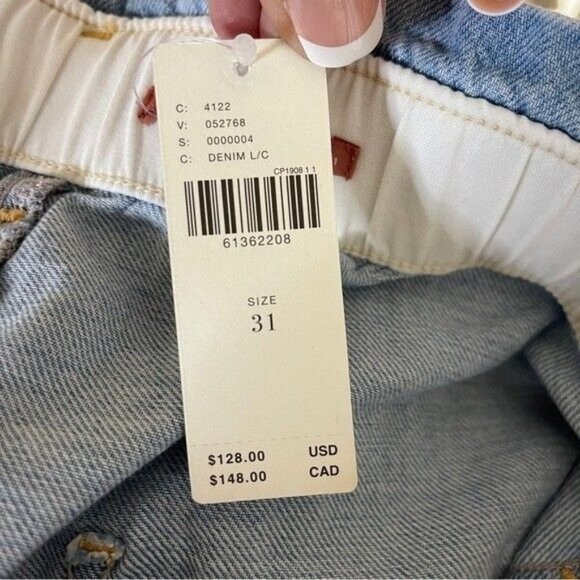 C: 4122
V: 052768
S: 0000004
C: DENIM L/C
CP1908.1 1
61362208
SIZE
31
$128.00 USD
$148.00 CAD